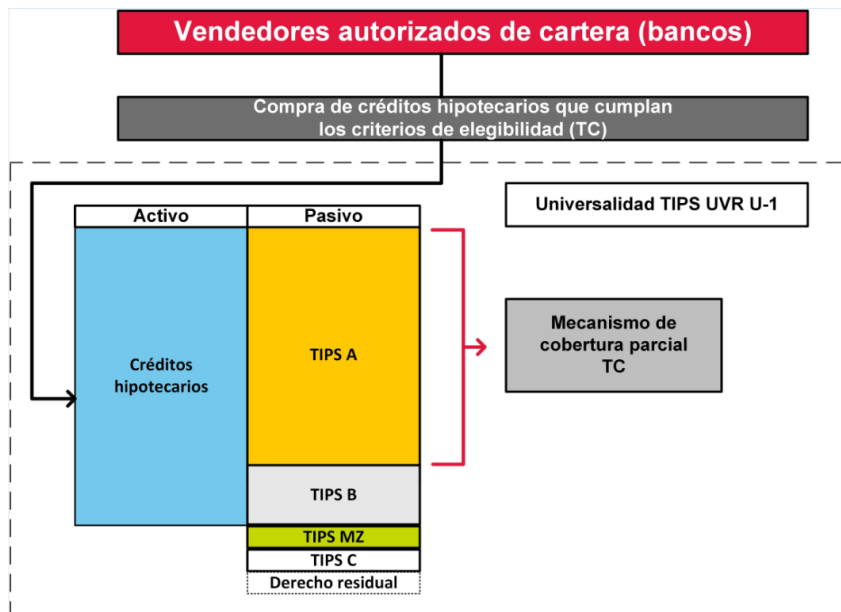 Vendedores autorizados de cartera (bancos)
Compra de créditos hipotecarios que cumplan
los criterios de elegibilidad (TC)
Universalidad TIPS UVR U-1
Activo
Pasivo
Créditos
hipotecarios
TIPS A
Mecanismo de
cobertura parcial
TC
TIPS B
TIPS MZ
TIPS C
Derecho residual